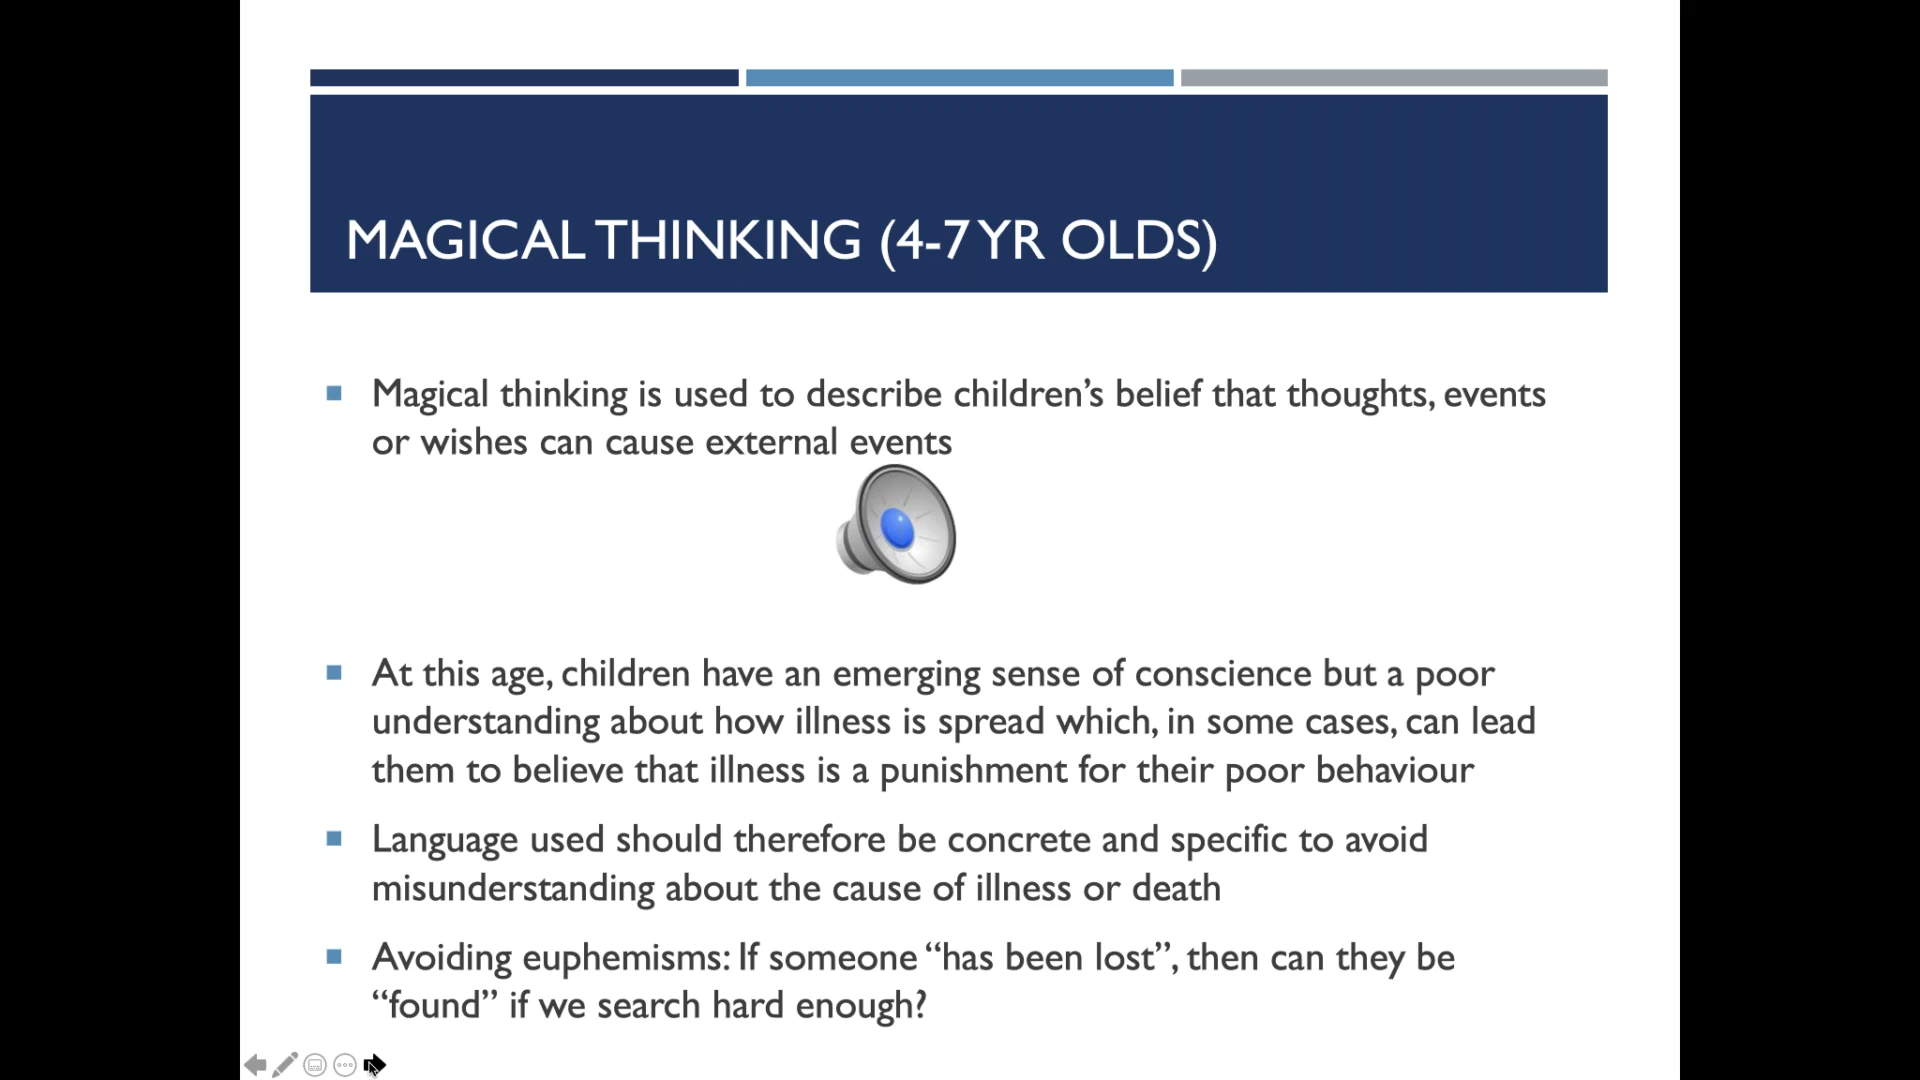 MAGICAL THINKING (4-7 YR OLDS)
Magical thinking is used to describe children’s belief that thoughts, events
or wishes can cause external events
At this age, children have an emerging sense of conscience but a poor
understanding about how illness is spread which, in some cases, can lead
them to believe that illness is a punishment for their poor behaviour
Language used should therefore be concrete and specific to avoid
misunderstanding about the cause of illness or death
Avoiding euphemisms: If someone “has been lost”, then can they be
“found” if we search hard enough?